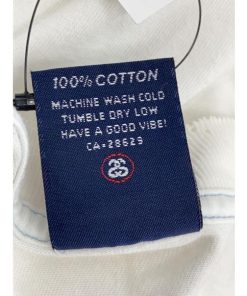 100% COTTON
MACHINE WASH COLD
TUMBLE DRY LOW
HAVE A GOOD VIBE!
CA=28629